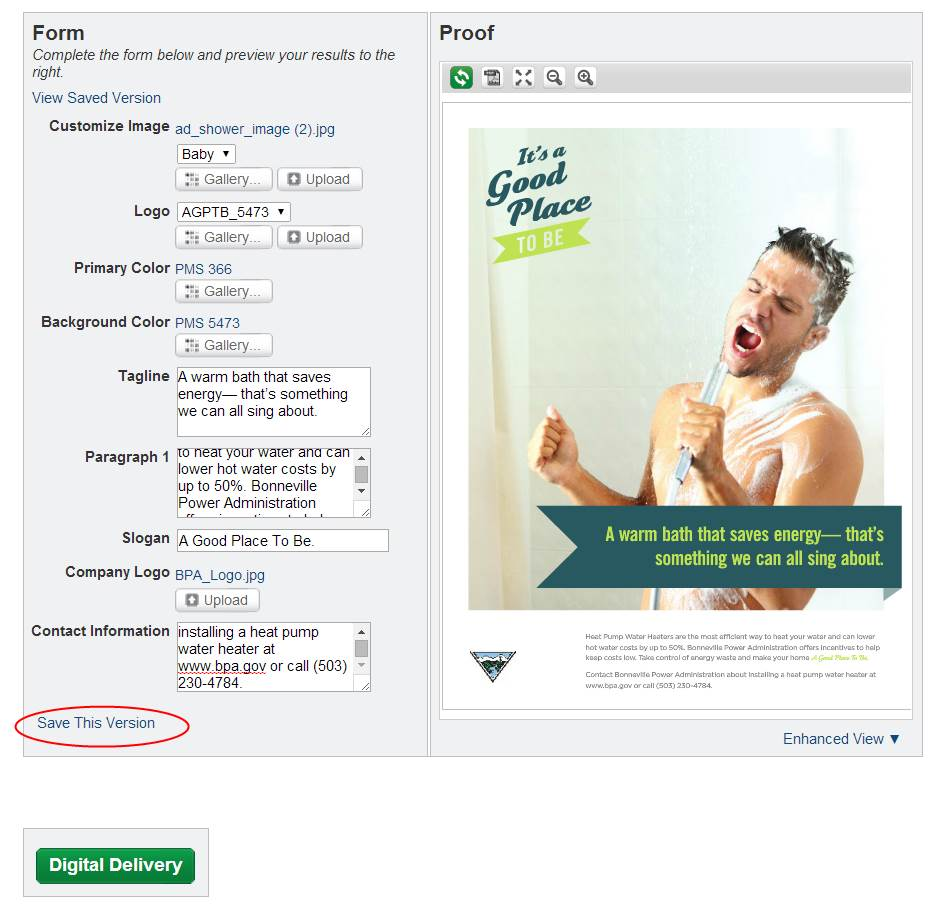 Form
Complete the form below and preview your results to the
right.
View Saved Version
Customize Image ad_shower_image (2).jpg
Baby
Gallery... Upload
Logo AGPTB_5473
Gallery... Upload
Primary Color PMS 366
Gallery...
Background Color PMS 5473
Gallery...
Tagline A warm bath that saves
energy— that's something
we can all sing about.
Paragraph 1 to heat your water and can
lower hot water costs by
up to 50%. Bonneville
Power Administration
Slogan A Good Place To Be.
Company Logo BPA_Logo.jpg
Upload
Contact Information installing a heat pump
water heater at
www.bpa.gov or call (503)
230-4784.
Save This Version
Digital Delivery
Proof
It's a
Good
Place
TO BE
A warm bath that saves energy— that's
something we can all sing about.
Heat Pump Water Heaters are the most efficient way to heat your water and can lower
hot water costs by up to 50%. Bonneville Power Administration offers incentives to help
keep costs low. Take control of energy waste and make your home A Good Place To Be.
Contact Bonneville Power Administration about installing a heat pump water heater at
www.bpa.gov or call (503) 230-4784.
Enhanced View ▼